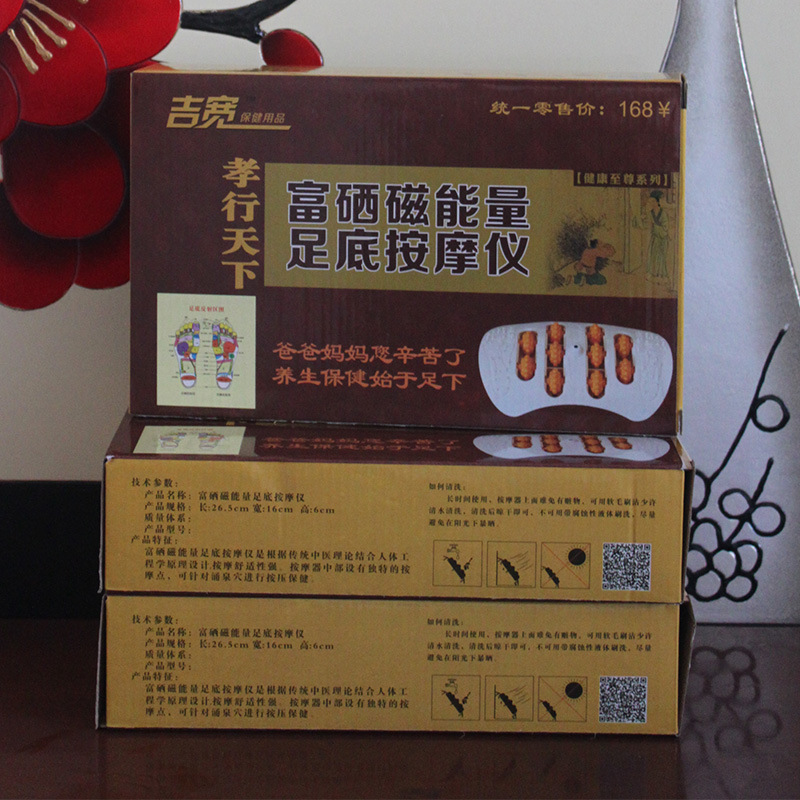 吉宽 保健用品
统一零售价：168¥
孝行天下
【健康至尊系列】
富硒磁能量
足底按摩仪
足底反射区图
爸爸妈妈您辛苦了
养生保健始于足下
爸爸妈妈您辛苦了
养生保健始于足下
技术参数：
产品名称：富硒磁能量足底按摩仪
产品规格：长:26.5cm 宽:16cm 高:6cm
质量体系：
产品型号：
产品特征：
富硒磁能量足底按摩仪是根据传统中医理论结合人体工
程学原理设计.按摩舒适性强.按摩器中部设有独特的按
摩点，可针对涌泉穴进行按压保健.
如何清洗：
长时间使用、按摩器上面难免有赃物、可用软毛刷沾少许
清水清洗、清洗后晾干即可、不可用带腐蚀性液体刷洗、尽量
避免在阳光下暴晒.
技术参数：
产品名称：富硒磁能量足底按摩仪
产品规格：长:26.5cm 宽:16cm 高:6cm
质量体系：
产品型号：
产品特征：
富硒磁能量足底按摩仪是根据传统中医理论结合人体工
程学原理设计.按摩舒适性强.按摩器中部设有独特的按
摩点，可针对涌泉穴进行按压保健.
如何清洗：
长时间使用、按摩器上面难免有赃物、可用软毛刷沾少许
清水清洗、清洗后晾干即可、不可用带腐蚀性液体刷洗、尽量
避免在阳光下暴晒.